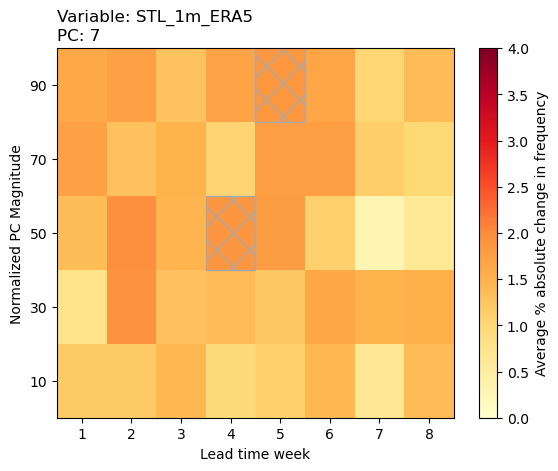 Variable: STL_1m_ERA5
PC: 7
4.0
3.5
3.0
2.5
2.0
1.5
1.0
0.5
0.0
Average % absolute change in frequency
90
70
50
30
10
Normalized PC Magnitude
1 2 3 4 5 6 7 8
Lead time week